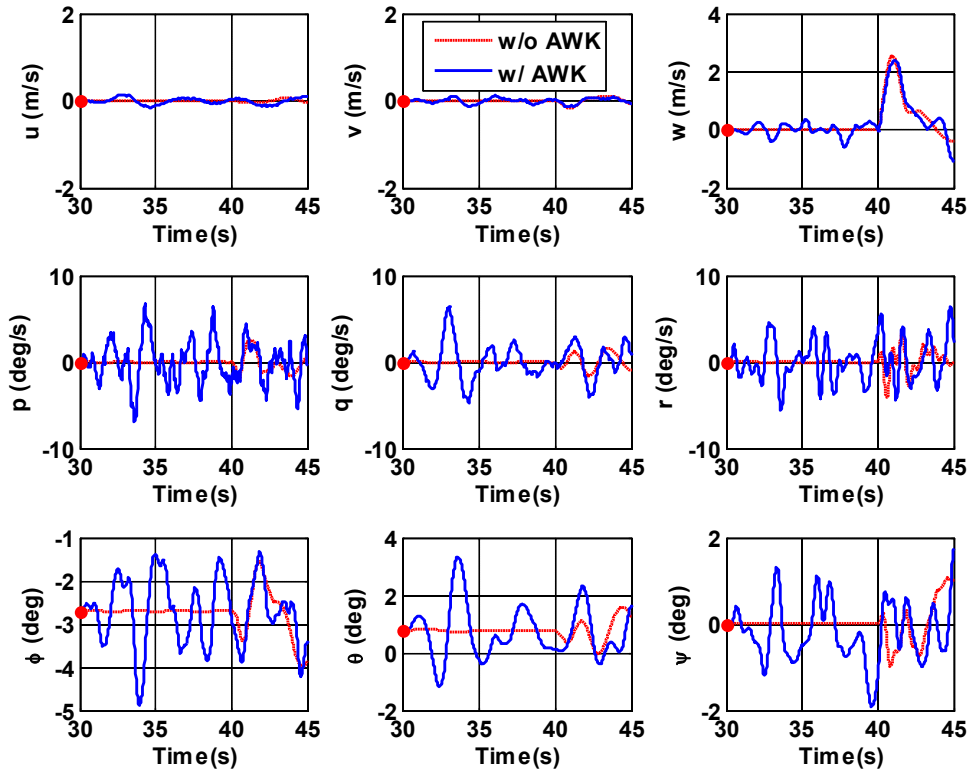 w/o AWK
w/ AWK
2
0
-2
u (m/s)
30 35 40 45
Time(s)
2
0
-2
v (m/s)
30 35 40 45
Time(s)
4
2
0
-2
w (m/s)
30 35 40 45
Time(s)
10
0
-10
p (deg/s)
30 35 40 45
Time(s)
10
0
-10
q (deg/s)
30 35 40 45
Time(s)
10
0
-10
r (deg/s)
30 35 40 45
Time(s)
-1
-2
-3
-4
-5
ϕ (deg)
30 35 40 45
Time(s)
4
2
0
-2
θ (deg)
30 35 40 45
Time(s)
2
0
-2
ψ (deg)
30 35 40 45
Time(s)